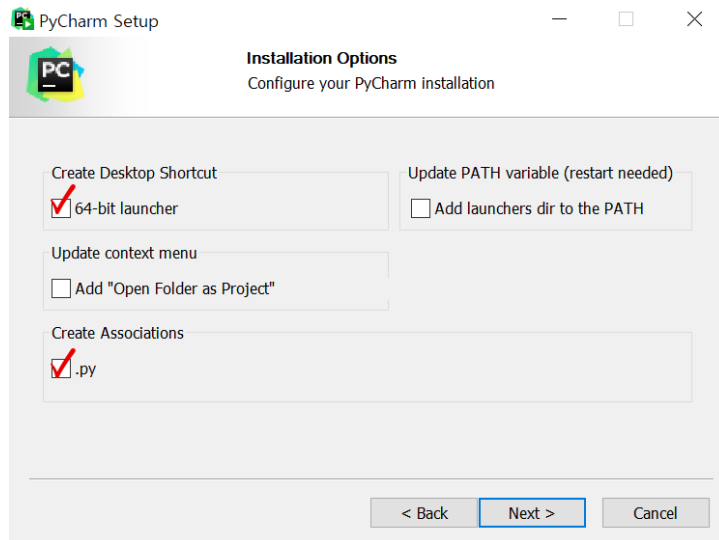 PC
PyCharm Setup
PC
Installation Options
Configure your PyCharm installation
Create Desktop Shortcut
64-bit launcher
Update PATH variable (restart needed)
Add launchers dir to the PATH
Update context menu
Add "Open Folder as Project"
Create Associations
.py
< Back
Next >
Cancel